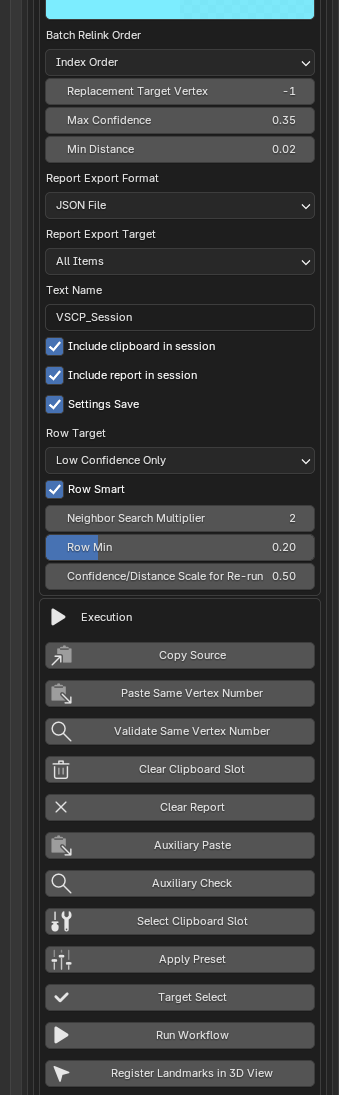 Batch Relink Order
Index Order
Replacement Target Vertex -1
Max Confidence 0.35
Min Distance 0.02
Report Export Format
JSON File
Report Export Target
All Items
Text Name
VSCP_Session
Include clipboard in session
Include report in session
Settings Save
Row Target
Low Confidence Only
Row Smart
Neighbor Search Multiplier 2
Row Min 0.20
Confidence/Distance Scale for Re-run 0.50
Execution
Copy Source
Paste Same Vertex Number
Validate Same Vertex Number
Clear Clipboard Slot
Clear Report
Auxiliary Paste
Auxiliary Check
Select Clipboard Slot
Apply Preset
Target Select
Run Workflow
Register Landmarks in 3D View